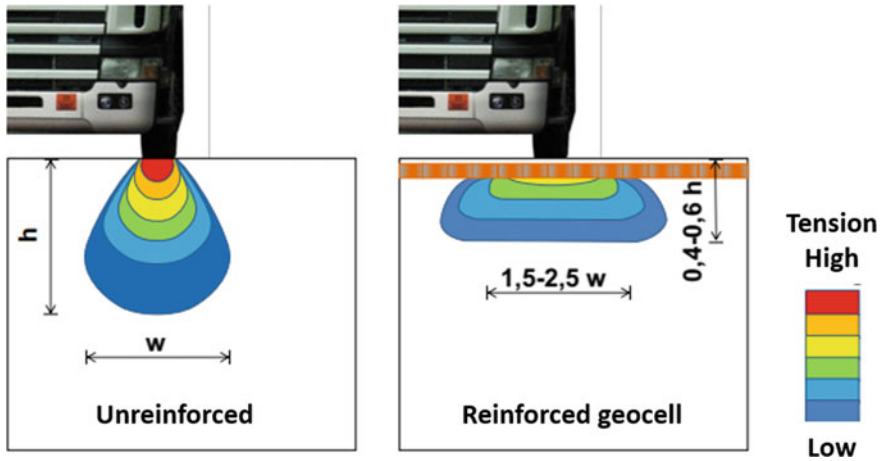 h
w
Unreinforced
0,4-0,6 h
1,5-2,5 w
Reinforced geocell
Tension
High
Low